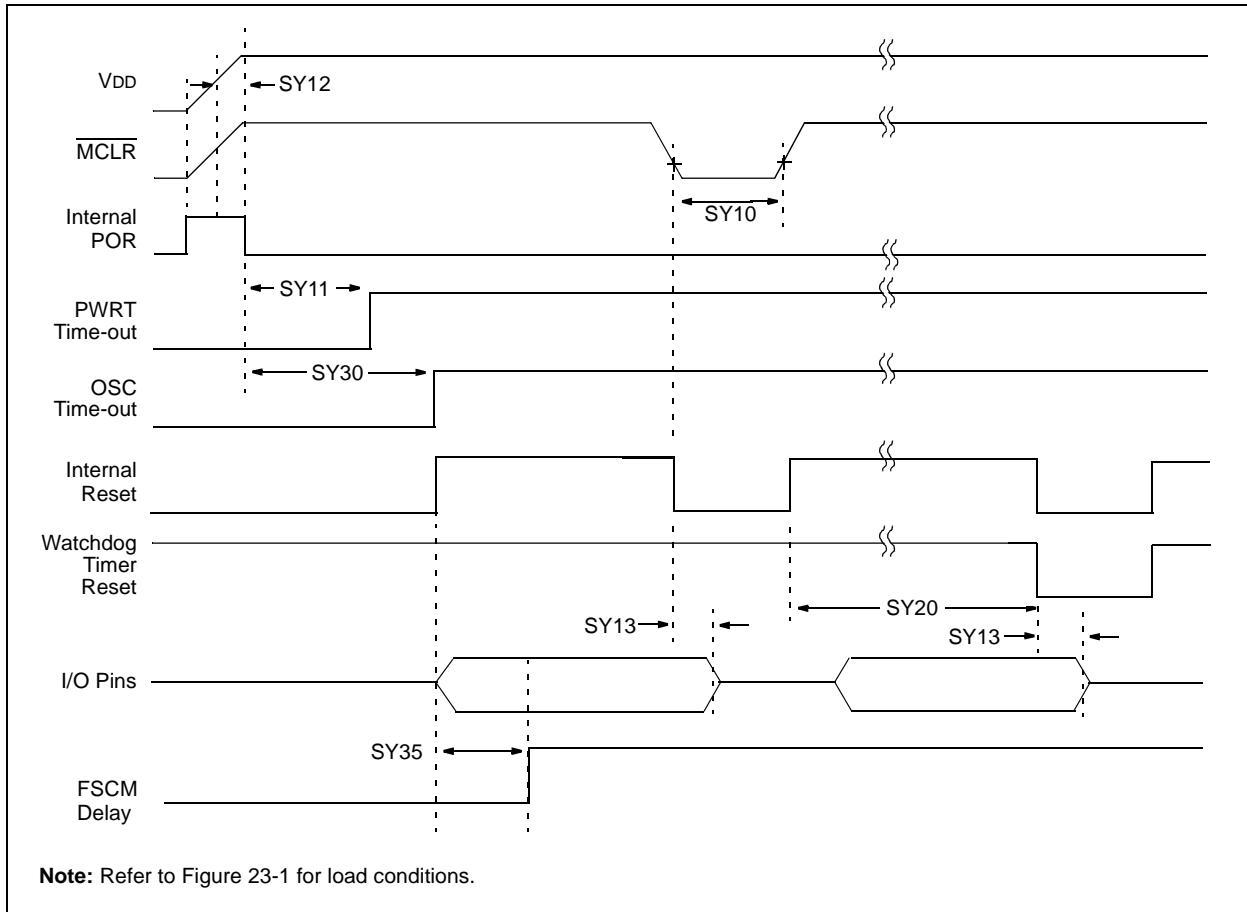 VDD
SY12
MCLR
SY10
Internal
POR
SY11
PWRT
Time-out
SY30
OSC
Time-out
Internal
Reset
Watchdog
Timer
Reset
SY20
SY13
SY13
I/O Pins
SY35
FSCM
Delay
Note: Refer to Figure 23-1 for load conditions.